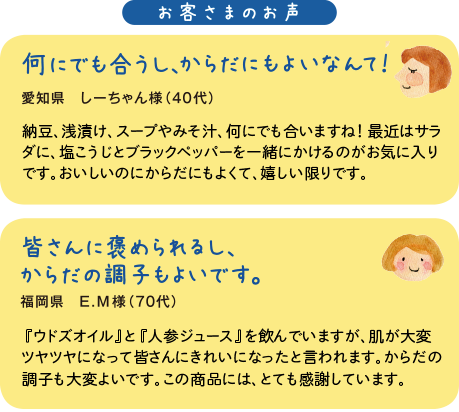 お客さまのお声
何にでも合うし、からだにもよいなんて!
愛知県　しーちゃん様（40代）
納豆、浅漬け、スープやみそ汁、何にでも合いますね！最近はサラ
ダに、塩こうじとブラックペッパーを一緒にかけるのがお気に入り
です。おいしいのにからだにもよくて、嬉しい限りです。
皆さんに褒められるし、
からだの調子もよいです。
福岡県　E.M様（70代）
『ウドズオイル』と『人参ジュース』を飲んでいますが、肌が大変
ツヤツヤになって皆さんにきれいになったと言われます。からだの
調子も大変よいです。この商品には、とても感謝しています。